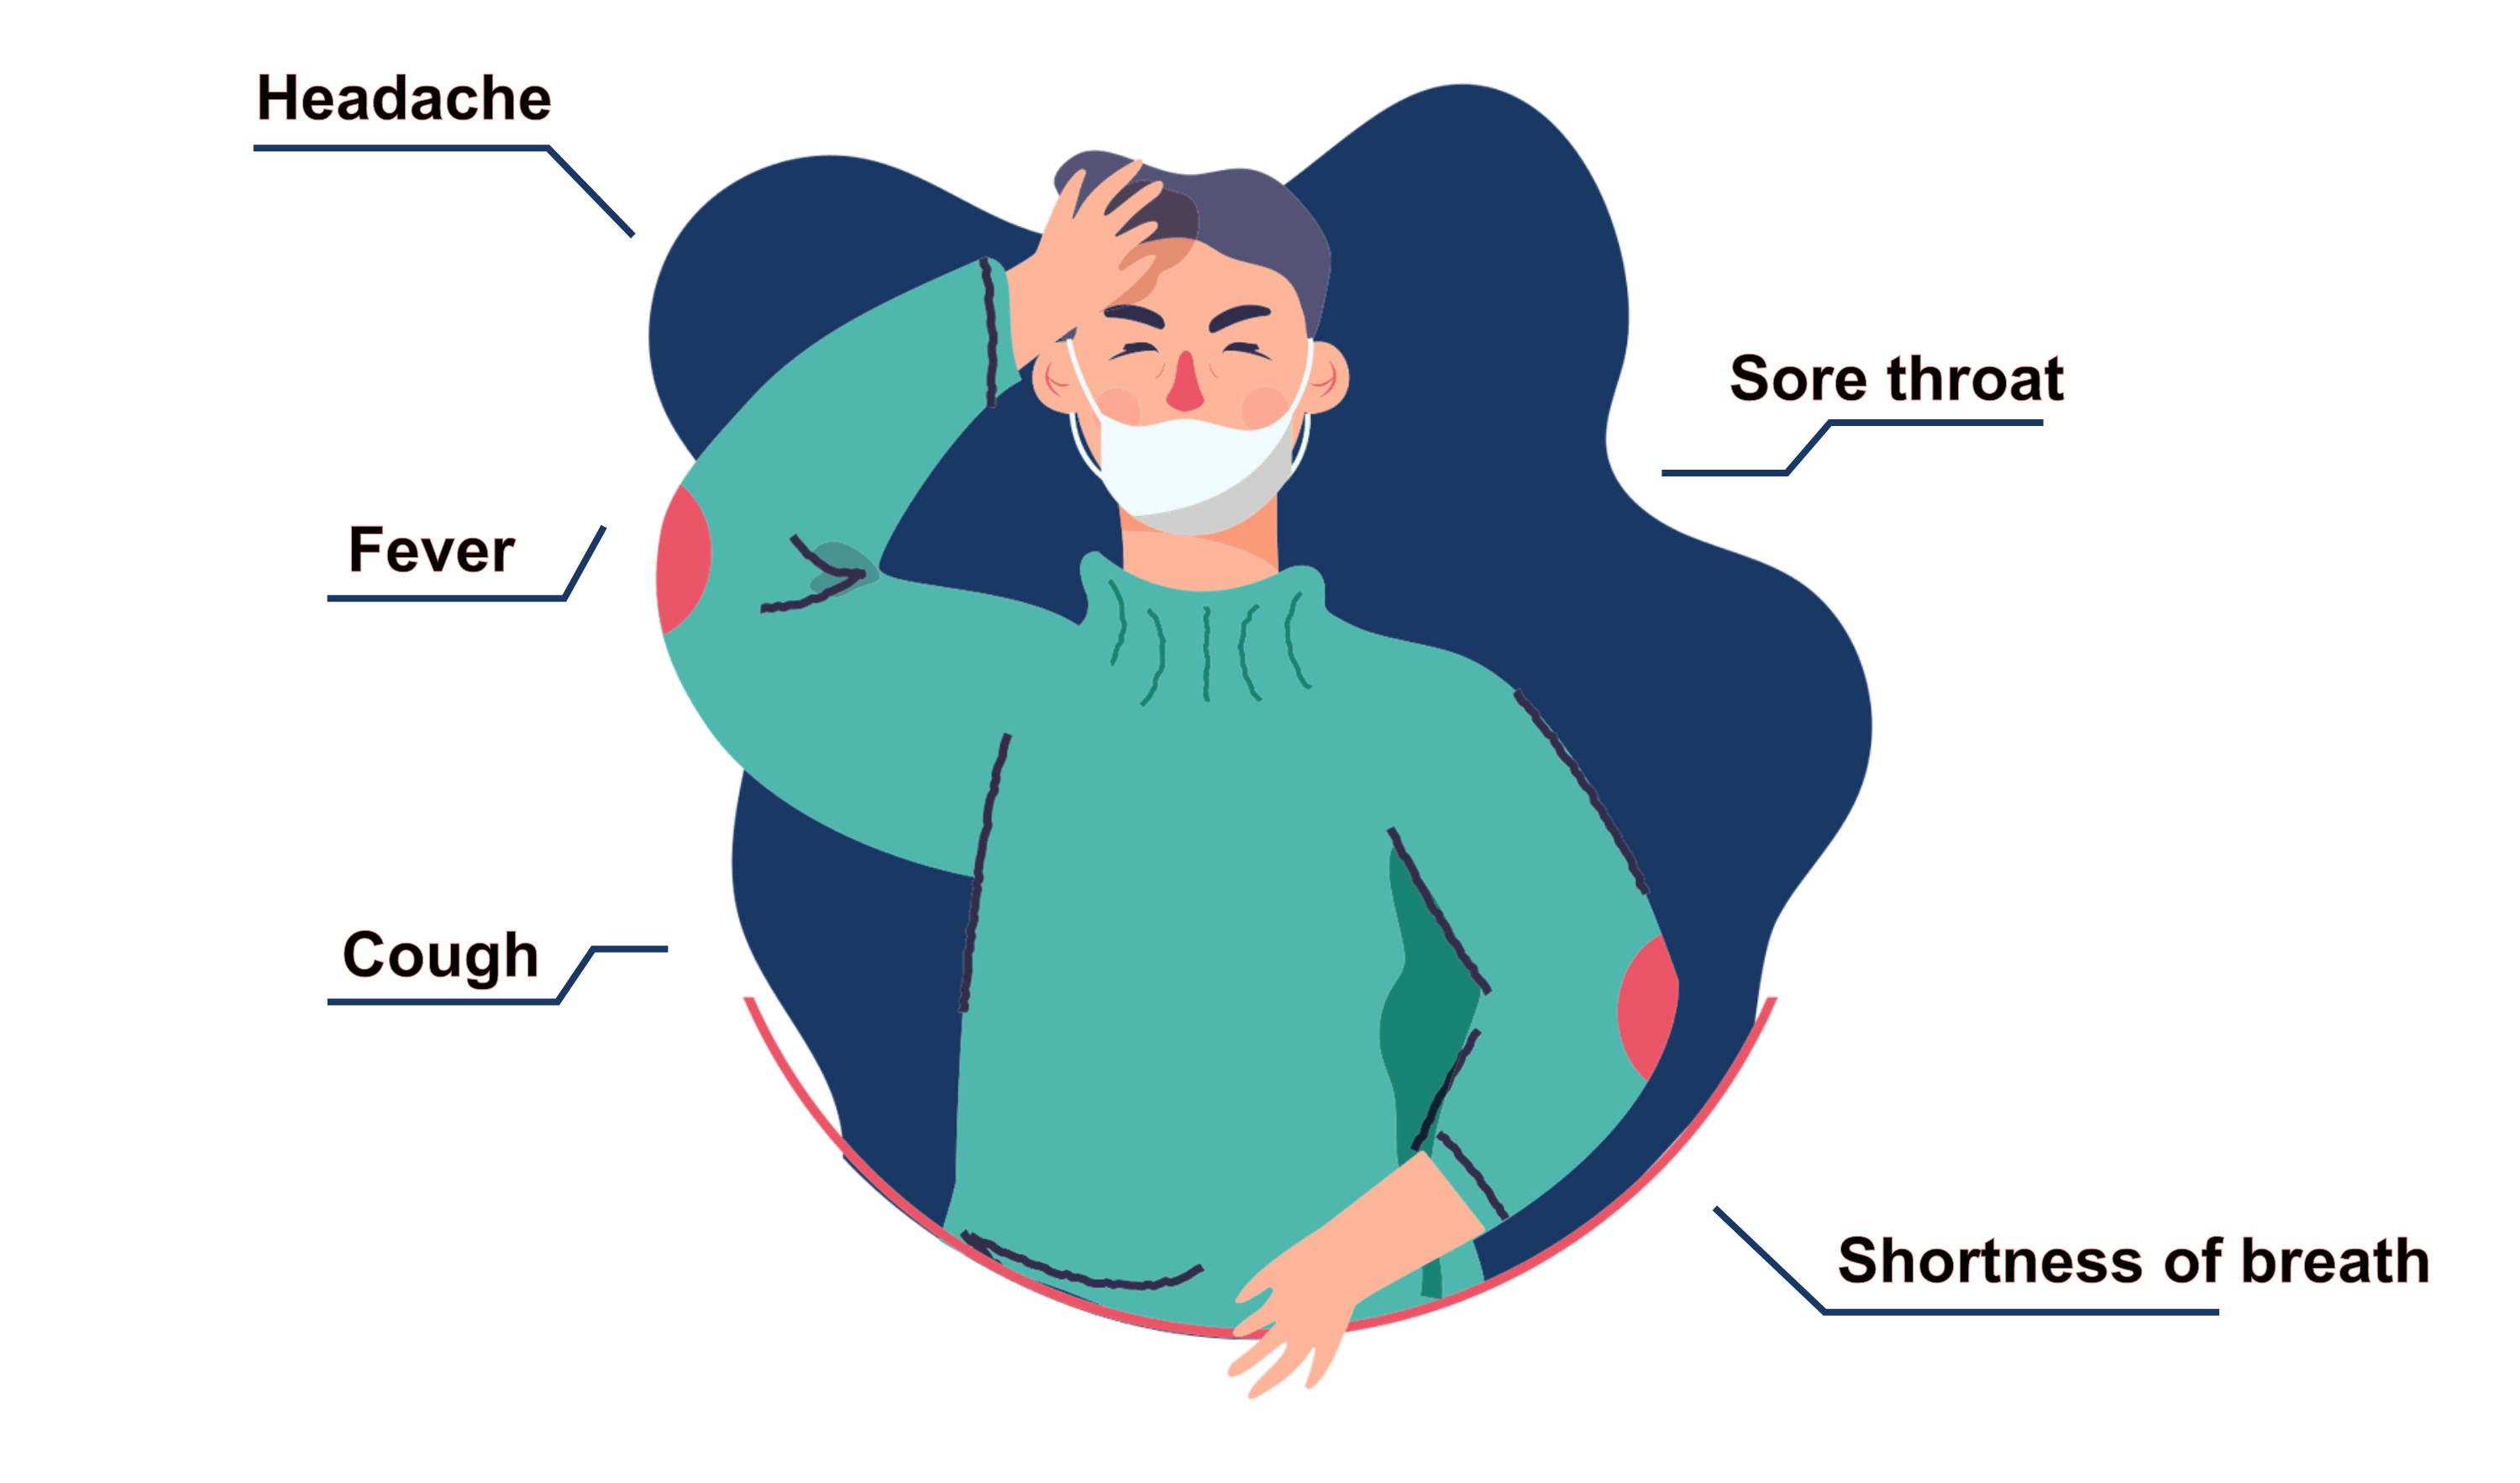 Headache
Sore throat
Fever
Cough
Shortness of breath